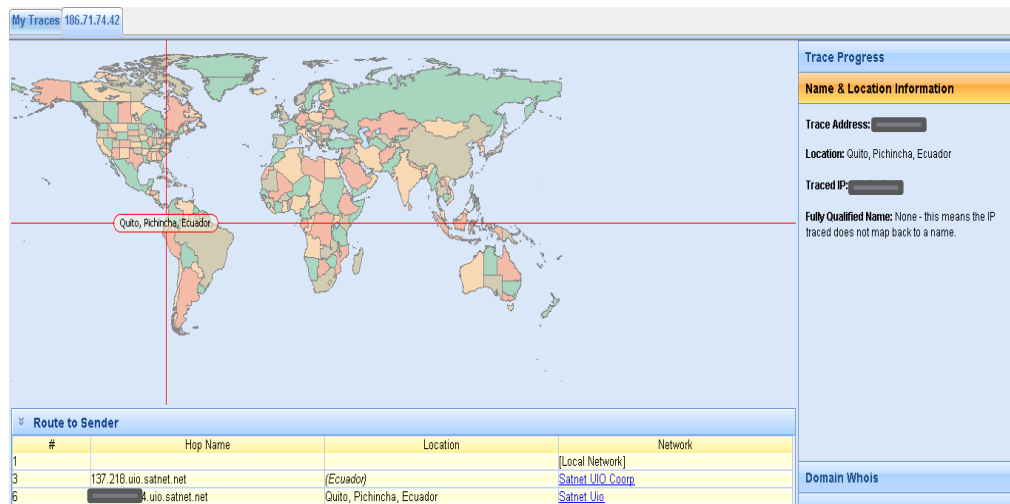 My Traces 186.71.74.42
Trace Progress
Name & Location Information
Trace Address:
Location: Quito, Pichincha, Ecuador
Traced IP:
Fully Qualified Name: None - this means the IP
traced does not map back to a name.
Quito, Pichincha, Ecuador
Route to Sender
# Hop Name Location Network
1 [Local Network]
3 137.218.uio.satnet.net (Ecuador) Satnet UIO Coorp
6 4.uio.satnet.net Quito, Pichincha, Ecuador Satnet Uio
Domain Whois